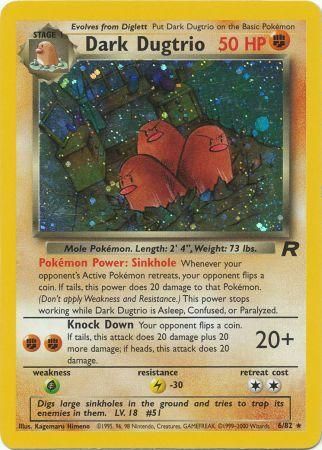 Evolves from Diglett Put Dark Dugtrio on the Basic Pokémon
STAGE 1
Dark Dugtrio 50 HP
Mole Pokémon. Length: 2' 4", Weight: 73 lbs.
R
Pokémon Power: Sinkhole Whenever your
opponent's Active Pokémon retreats, your opponent flips a
coin. If tails, this power does 20 damage to that Pokémon.
(Don't apply Weakness and Resistance.) This power stops
working while Dark Dugtrio is Asleep, Confused, or Paralyzed.
Knock Down Your opponent flips a coin.
If tails, this attack does 20 damage plus 20
more damage; if heads, this attack does 20
damage.
20+
weakness resistance retreat cost
-30
Digs large sinkholes in the ground and tries to trap its
enemies in them. LV. 18 #51
Illus. Kagemaru Himeno ©1995, 96, 98 Nintendo, Creatures, GAMEFREAK. ©1999-2000 Wizards. 6/82 ★